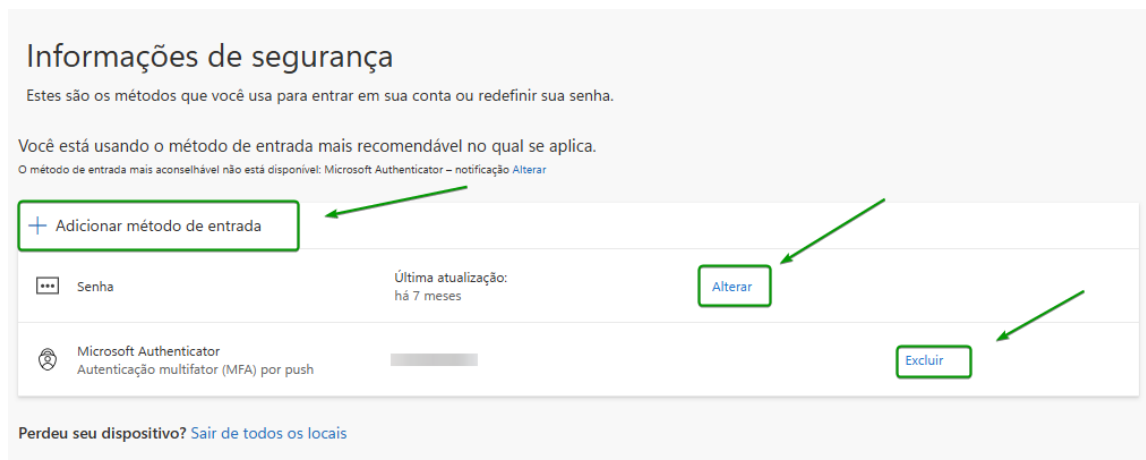 Informações de segurança
Estes são os métodos que você usa para entrar em sua conta ou redefinir sua senha.
Você está usando o método de entrada mais recomendável no qual se aplica.
O método de entrada mais aconselhável não está disponível: Microsoft Authenticator – notificação Alterar
+ Adicionar método de entrada
Senha
Última atualização:
há 7 meses
Alterar
Microsoft Authenticator
Autenticação multifator (MFA) por push
Excluir
Perdeu seu dispositivo? Sair de todos os locais